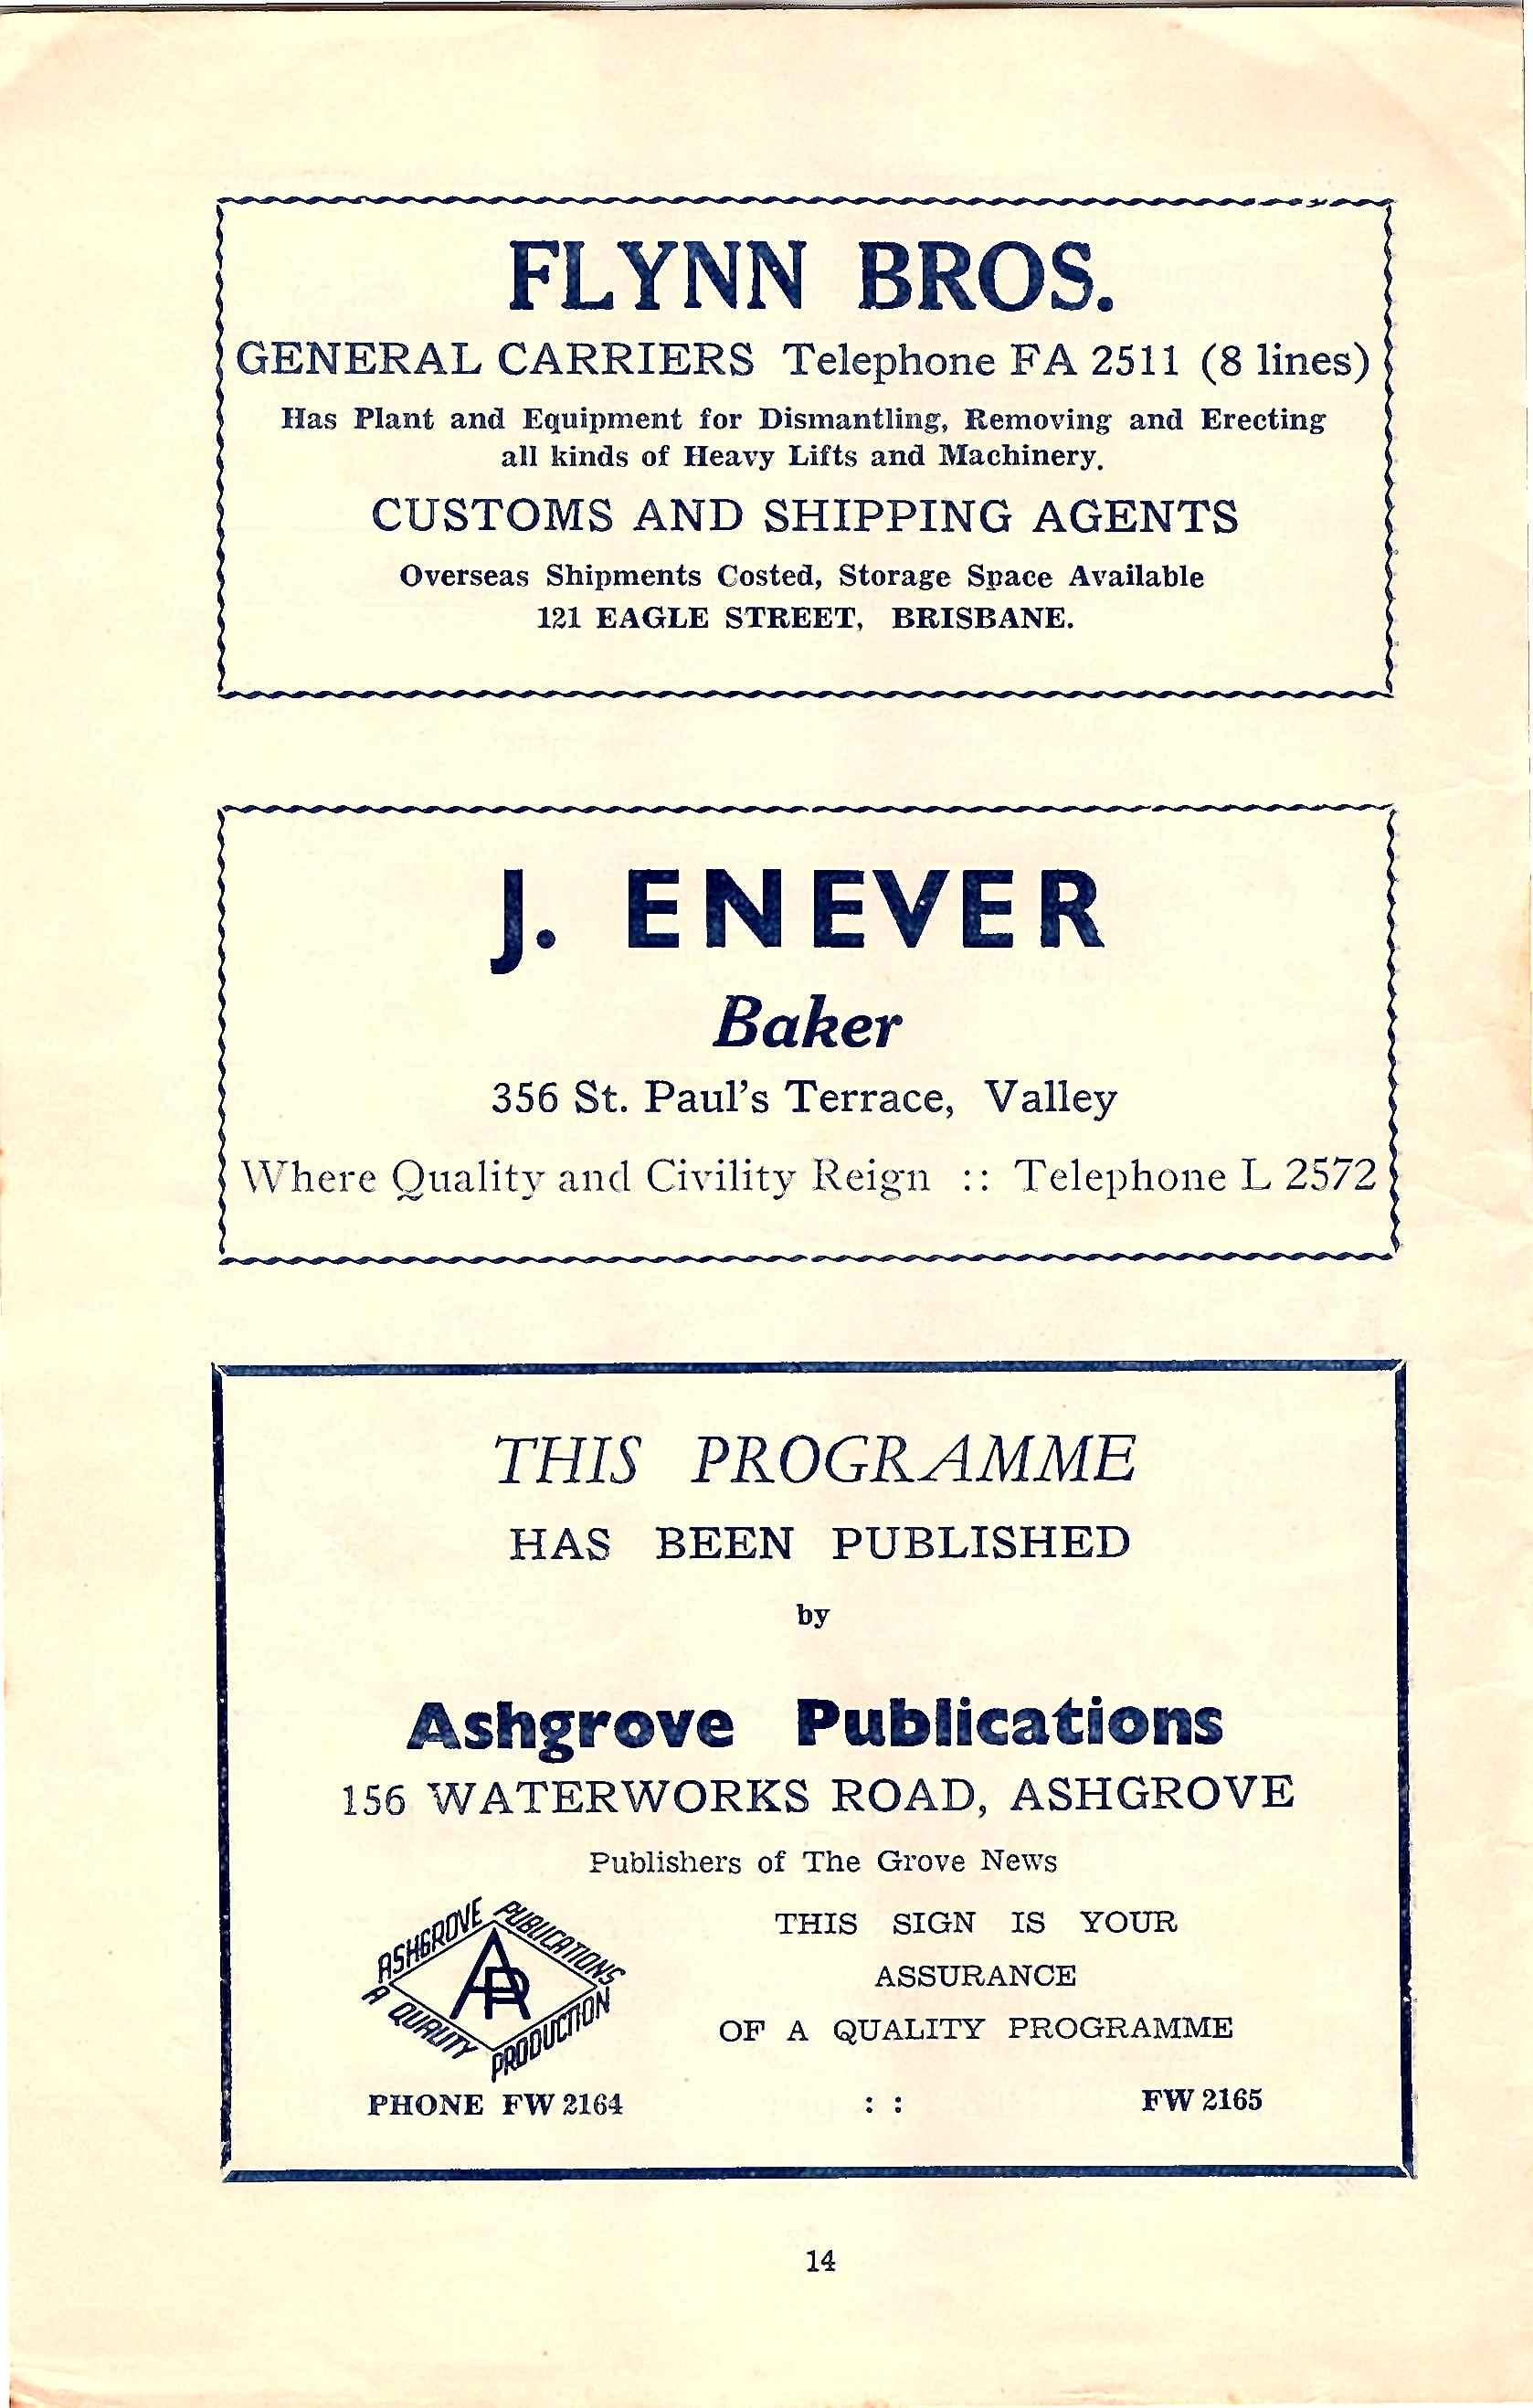 FLYNN BROS.
GENERAL CARRIERS Telephone FA 2511 (8 lines)
Has Plant and Equipment for Dismantling, Removing and Erecting
all kinds of Heavy Lifts and Machinery.
CUSTOMS AND SHIPPING AGENTS
Overseas Shipments Costed, Storage Space Available
121 EAGLE STREET, BRISBANE.
J. ENEVER
Baker
356 St. Paul's Terrace, Valley
Where Quality and Civility Reign :: Telephone L 2572
THIS PROGRAMME
HAS BEEN PUBLISHED
by
Ashgrove Publications
156 WATERWORKS ROAD, ASHGROVE
Publishers of The Grove News
ASHGROVE PUBLICATIONS
AP
A QUALITY PRODUCTION
THIS SIGN IS YOUR
ASSURANCE
OF A QUALITY PROGRAMME
PHONE FW 2164 : : FW 2165
14